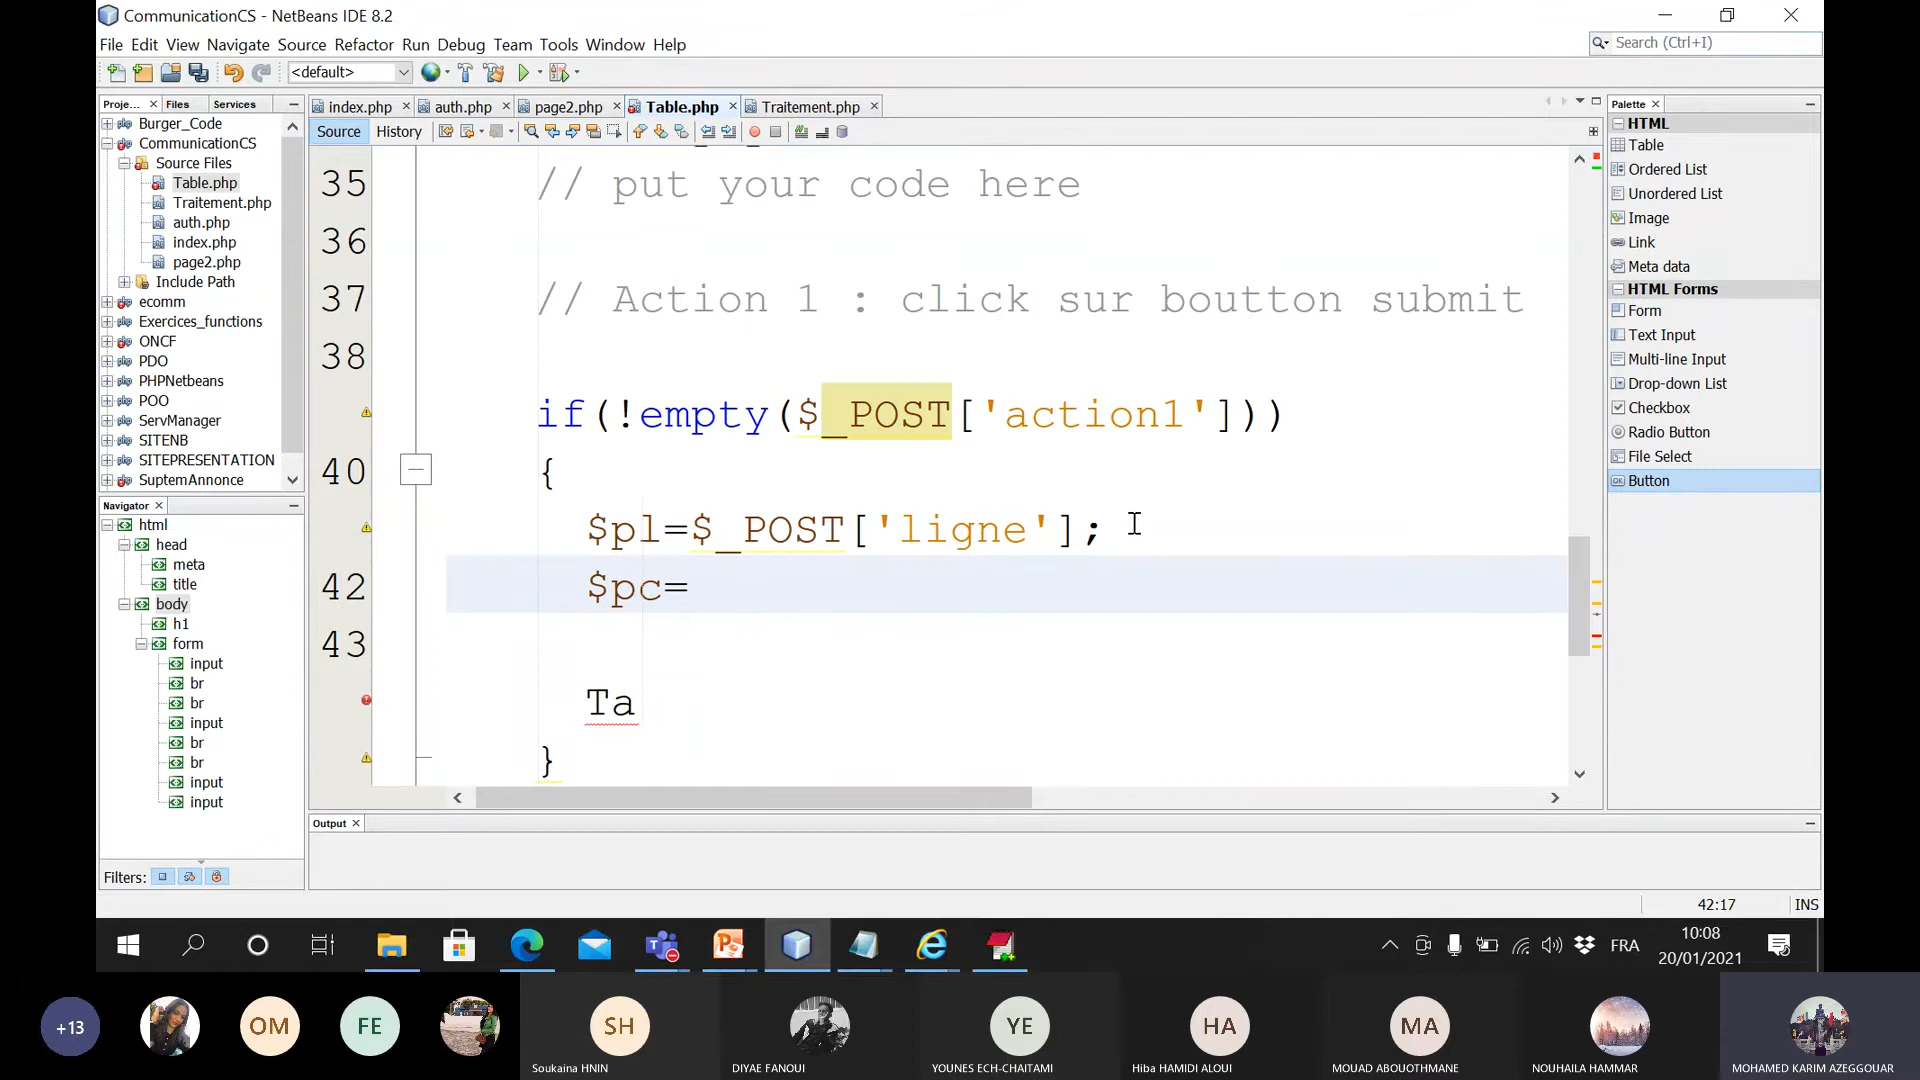 CommunicationCS - NetBeans IDE 8.2
File Edit View Navigate Source Refactor Run Debug Team Tools Window Help
Search (Ctrl+I)
<default>
Proje... Files Services
index.php auth.php page2.php Table.php Traitement.php
Palette
Source History
Burger_Code
CommunicationCS
Source Files
Table.php
Traitement.php
auth.php
index.php
page2.php
Include Path
ecomm
Exercices_functions
ONCF
PDO
PHPNetbeans
POO
ServManager
SITENB
SITEPRESENTATION
SuptemAnnonce
35 // put your code here
36
37 // Action 1 : click sur boutton submit
38
if(!empty($_POST['action1']))
40 {
$pl=$_POST['ligne'];
42 $pc=
43
Ta
}
HTML
Table
Ordered List
Unordered List
Image
Link
Meta data
HTML Forms
Form
Text Input
Multi-line Input
Drop-down List
Checkbox
Radio Button
File Select
Button
Navigator
html
head
meta
title
body
h1
form
input
br
br
input
br
br
input
input
Filters:
Output
42:17 INS
FRA
10:08
20/01/2021
+13
OM
FE
SH
Soukaina HNIN
DIYAE FANOUI
YE
YOUNES ECH-CHAITAMI
HA
Hiba HAMIDI ALOUI
MA
MOUAD ABOUOTHMANE
NOUHAILA HAMMAR
MOHAMED KARIM AZEGGOUAR